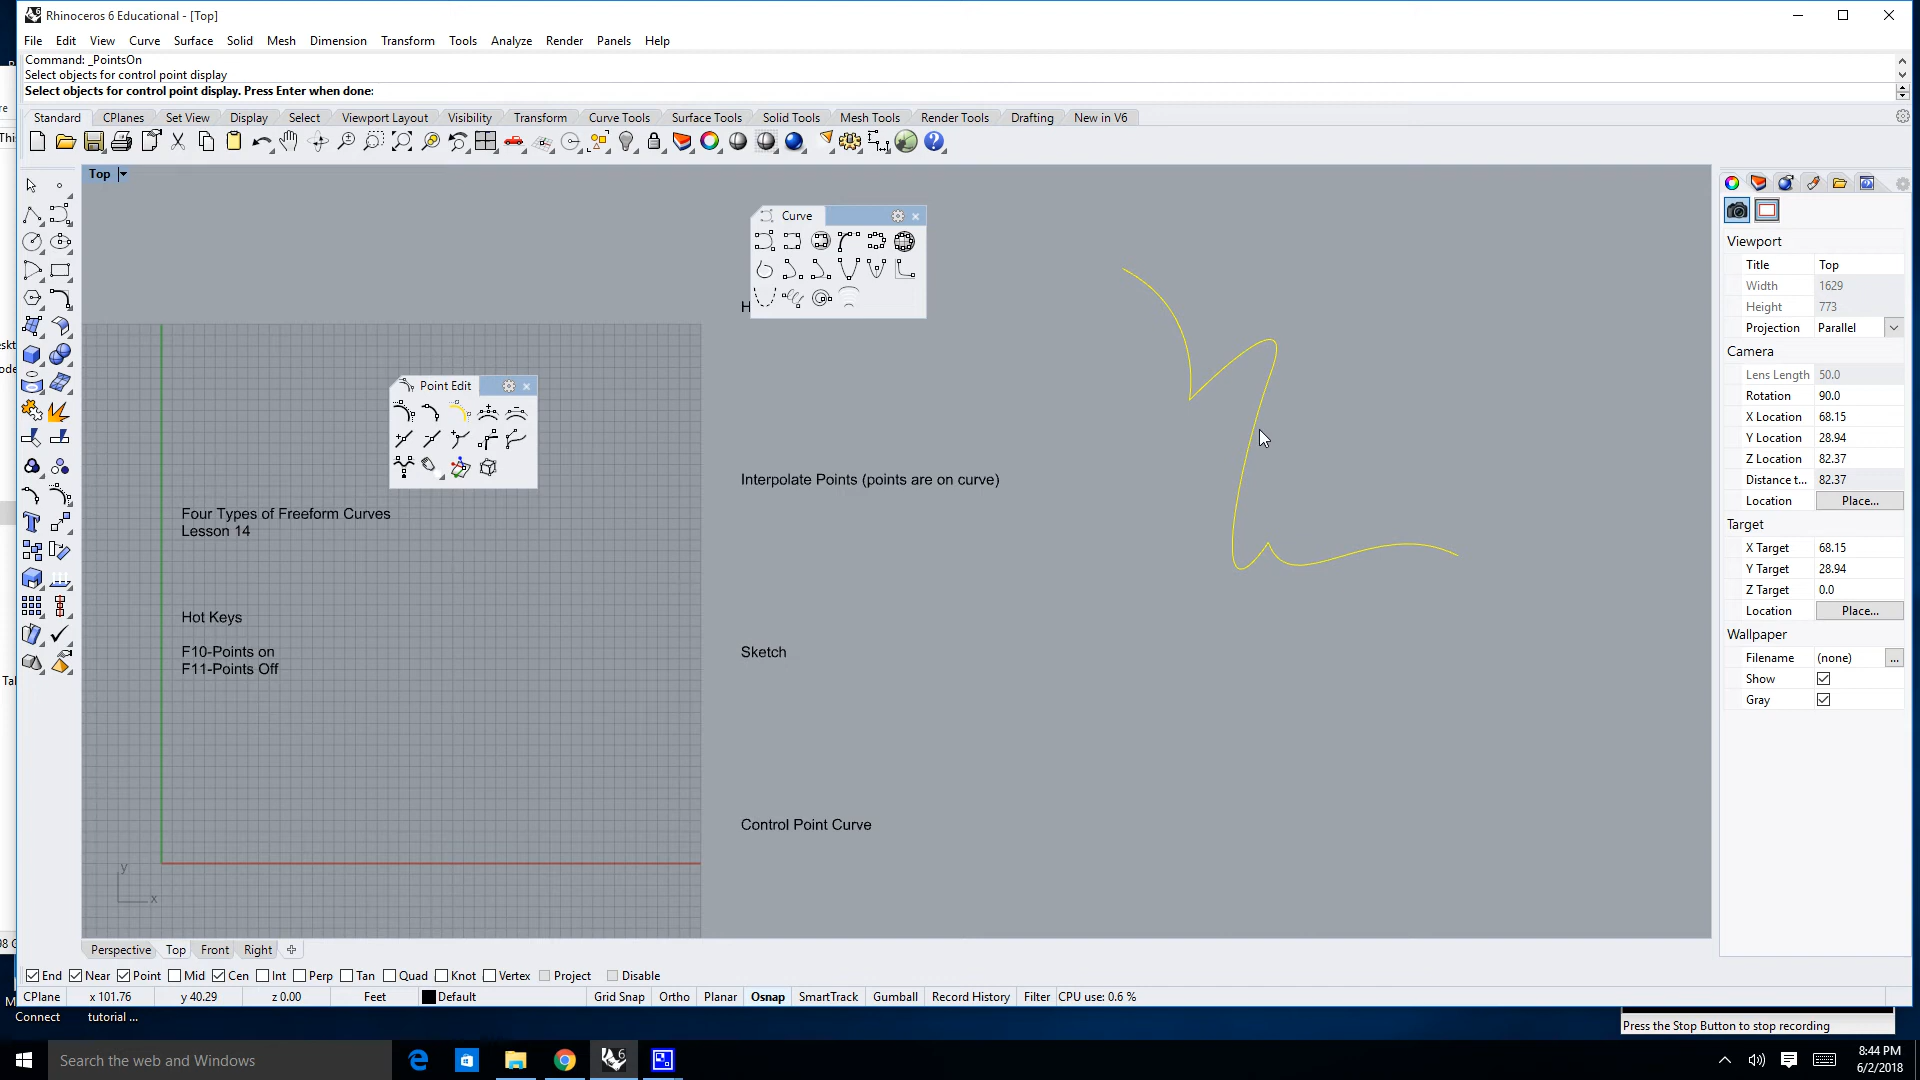 Rhinoceros 6 Educational - [Top]
File Edit View Curve Surface Solid Mesh Dimension Transform Tools Analyze Render Panels Help
Command: _PointsOn
Select objects for control point display
Select objects for control point display. Press Enter when done:
Standard CPlanes Set View Display Select Viewport Layout Visibility Transform Curve Tools Surface Tools Solid Tools Mesh Tools Render Tools Drafting New in V6
Top
Curve
H
Point Edit
Interpolate Points (points are on curve)
Four Types of Freeform Curves
Lesson 14
Hot Keys
F10-Points on
F11-Points Off
Sketch
Control Point Curve
y
x
Viewport
Title Top
Width 1629
Height 773
Projection Parallel
Camera
Lens Length 50.0
Rotation 90.0
X Location 68.15
Y Location 28.94
Z Location 82.37
Distance t... 82.37
Location Place...
Target
X Target 68.15
Y Target 28.94
Z Target 0.0
Location Place...
Wallpaper
Filename (none) ...
Show
Gray
Perspective Top Front Right
End Near Point Mid Cen Int Perp Tan Quad Knot Vertex Project Disable
CPlane x 101.76 y 40.29 z 0.00 Feet Default Grid Snap Ortho Planar Osnap SmartTrack Gumball Record History Filter CPU use: 0.6 %
Connect tutorial ...
Press the Stop Button to stop recording
Search the web and Windows
8:44 PM
6/2/2018